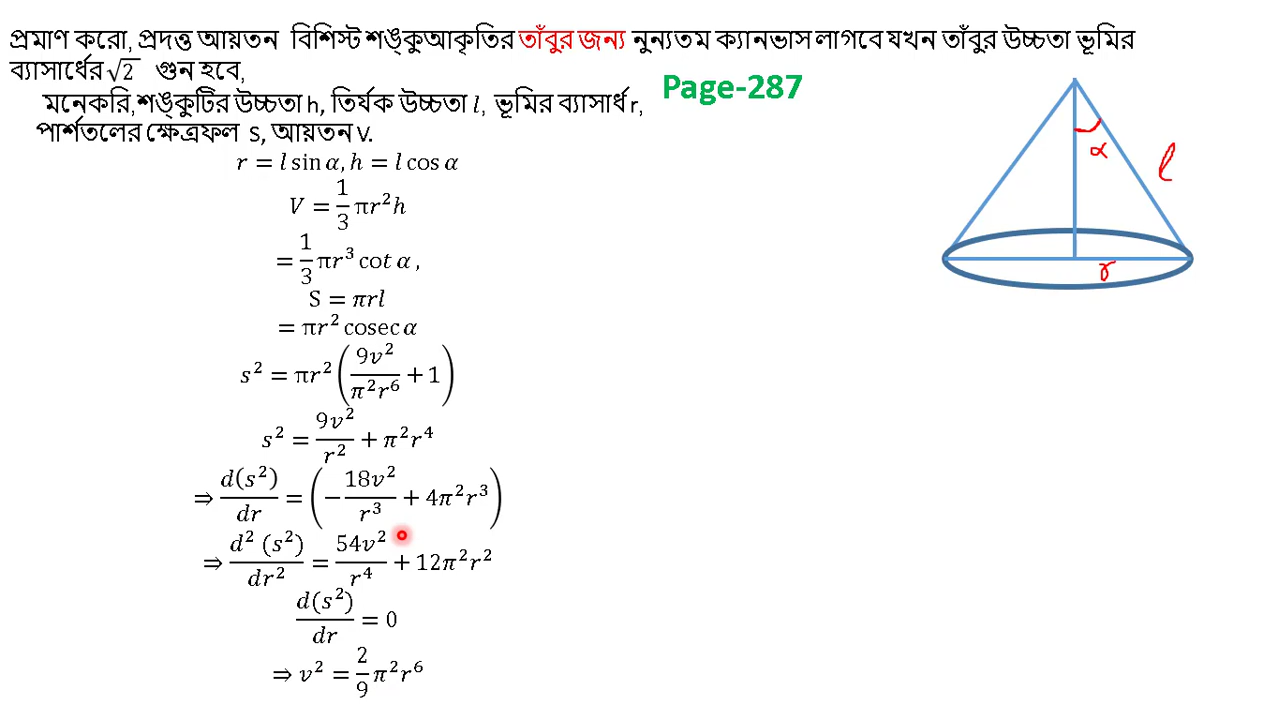 প্রমাণ করো, প্রদত্ত আয়তন বিশিস্ট শঙ্কুআকৃতির তাঁবুর জন্য নুন্যতম ক্যানভাস লাগবে যখন তাঁবুর উচ্চতা ভূমির
ব্যাসার্ধের √2 গুন হবে,
Page-287
মনেকরি,শঙ্কুটির উচ্চতা h, তির্যক উচ্চতা l, ভূমির ব্যাসার্ধ r,
পার্শতলের ক্ষেত্রফল S, আয়তন V.
r = l sin α, h = l cos α
V = 1/3 πr²h
= 1/3 πr³ cot α ,
S = πrl
= πr² cosec α
s² = πr² (9v²/π²r⁶ + 1)
s² = 9v²/r² + π²r⁴
⇒ d(s²)/dr = (−18v²/r³ + 4π²r³)
⇒ d² (s²)/dr² = 54v²/r⁴ + 12π²r²
d(s²)/dr = 0
⇒ v² = 2/9 π²r⁶
α
l
r